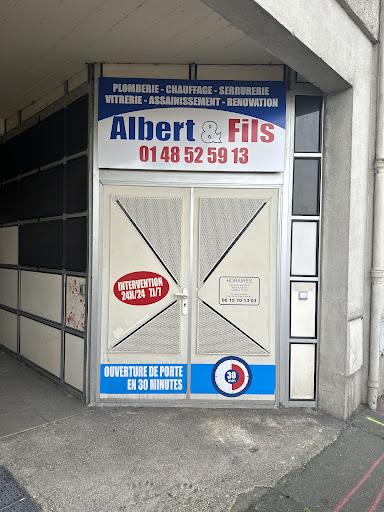 PLOMBERIE - CHAUFFAGE - SERRURERIE
VITRERIE - ASSAINISSEMENT - RENOVATION
Albert & Fils
01 48 52 59 13
INTERVENTION
24H/24 7J/7
HORAIRES
06 15 70 13 03
OUVERTURE DE PORTE
EN 30 MINUTES
30